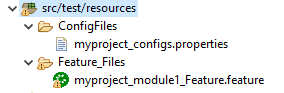 src/test/resources
ConfigFiles
myproject_configs.properties
Feature_Files
myproject_module1_Feature.feature